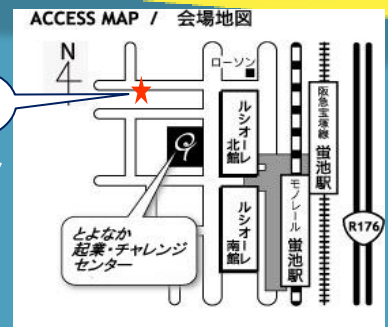 ACCESS MAP / 会場地図
N
ローソン
ルシオーレ北館
阪急宝塚線 蛍池駅
とよなか
起業・チャレンジ
センター
ルシオーレ南館
モノレール 蛍池駅
R176